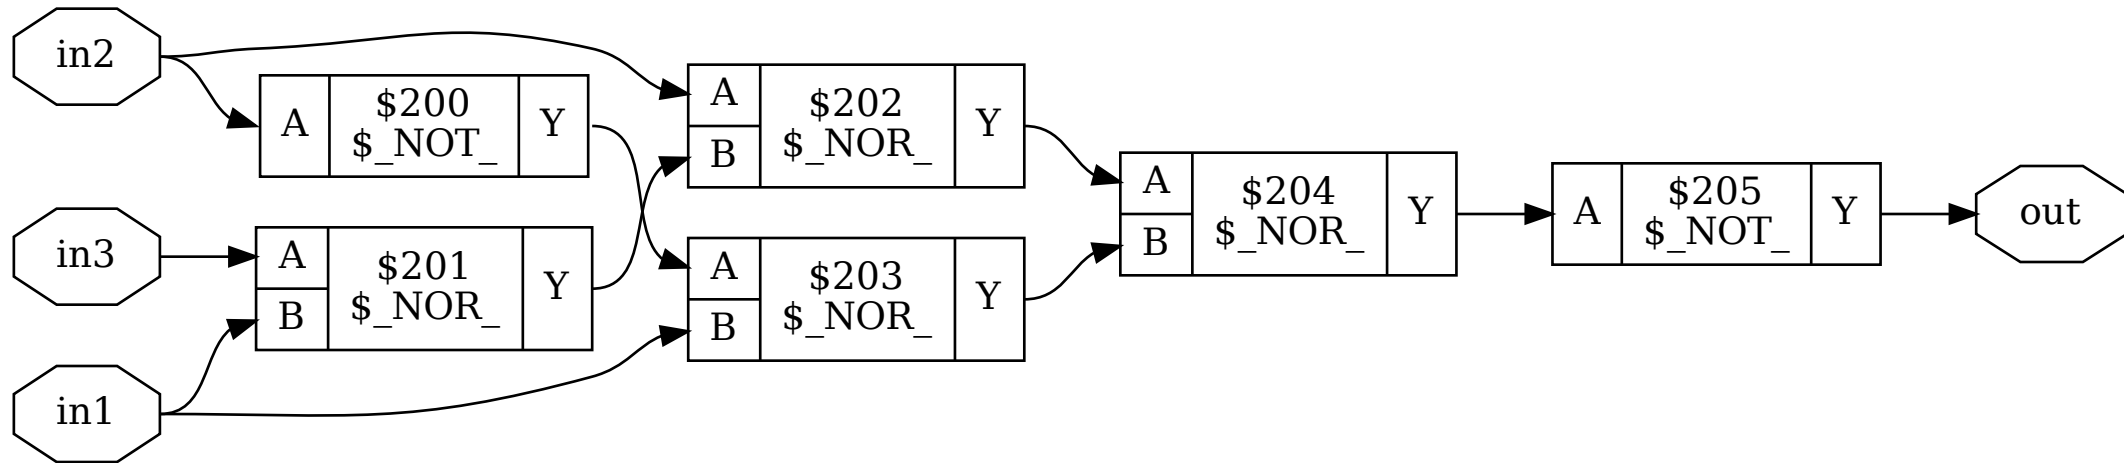 in2
A
$200
$_NOT_
Y
A
B
$202
$_NOR_
Y
in3
A
B
$201
$_NOR_
Y
A
B
$203
$_NOR_
Y
in1
A
B
$204
$_NOR_
Y
A
$205
$_NOT_
Y
out